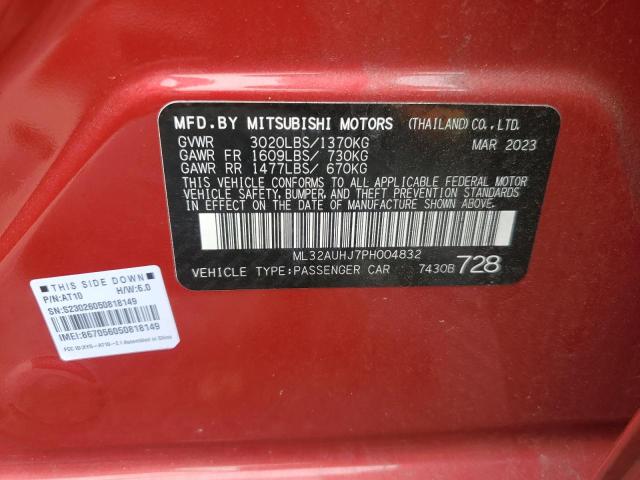 MFD.BY MITSUBISHI MOTORS (THAILAND) CO., LTD.
GVWR 3020LBS/1370KG MAR 2023
GAWR FR 1609LBS/ 730KG
GAWR RR 1477LBS/ 670KG
THIS VEHICLE CONFORMS TO ALL APPLICABLE FEDERAL MOTOR
VEHICLE SAFETY, BUMPER, AND THEFT PREVENTION STANDARDS
IN EFFECT ON THE DATE OF MANUFACTURE SHOWN ABOVE.
ML32AUHJ7PH004832
VEHICLE TYPE:PASSENGER CAR 7430B 728
THIS SIDE DOWN
P/N:AT10 H/W:6.0
SN:S23026050818149
IMEI:867056050818149
Assembled in China